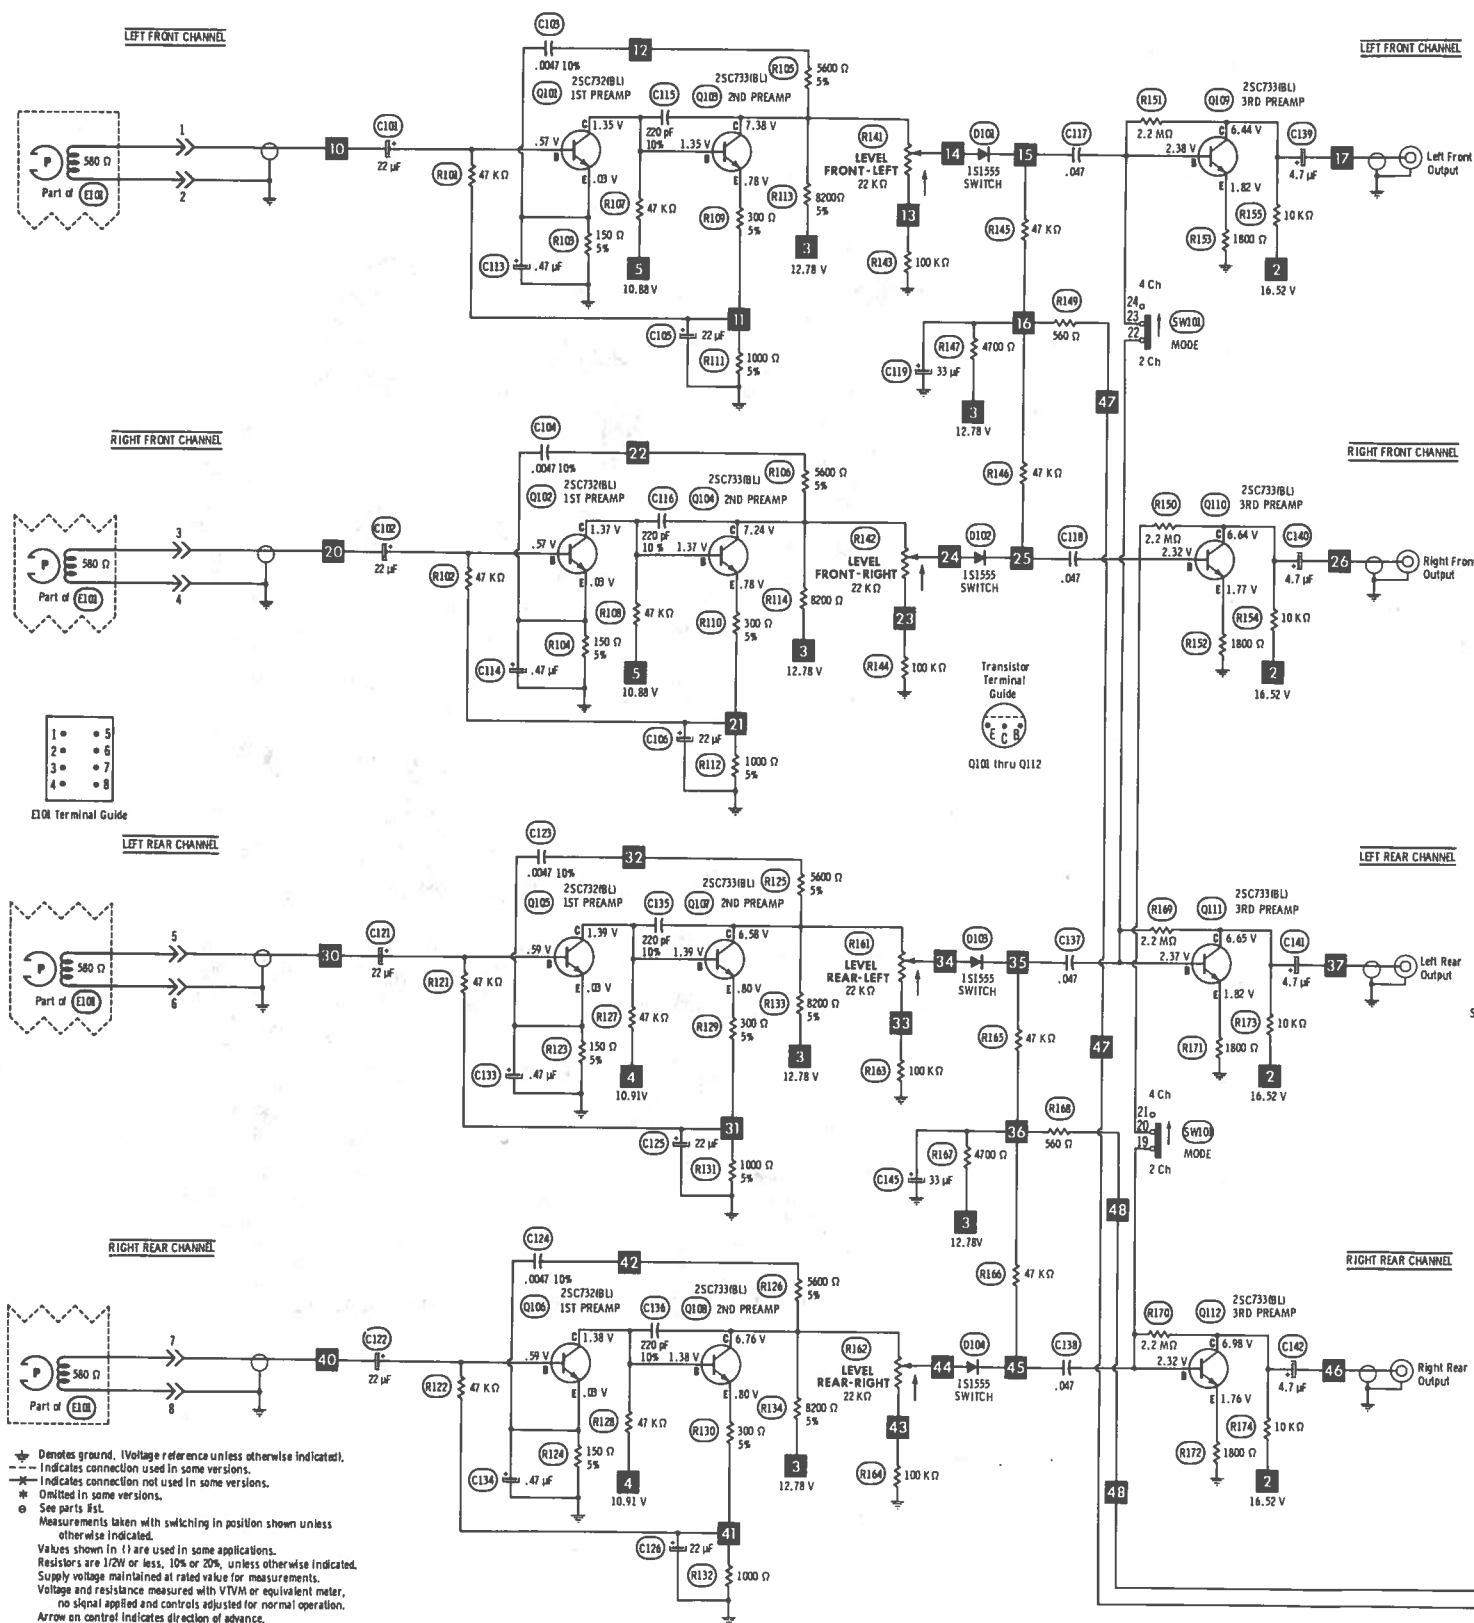 LEFT FRONT CHANNEL
LEFT FRONT CHANNEL
C103
12
.0047 10%
2SC732(BL)
Q101 1ST PREAMP
2SC733(BL)
Q103 2ND PREAMP
R105 5600 Ω 5%
C115
220 pF
10%
C 1.35 V
C 7.38 V
P 580 Ω
Part of E101
1
2
10
C101
22 µF
R101 47 KΩ
.57 V
B
E .03 V
1.35 V
B
E .78 V
R107 47 KΩ
R103 150 Ω 5%
C113 .47 µF
R109 300 Ω 5%
R113 8200Ω 5%
5
10.88 V
3
12.78 V
11
C105 22 µF
R111 1000 Ω 5%
R141
LEVEL
FRONT-LEFT
22 KΩ
14
D101
1S1555
SWITCH
15
C117
.047
13
R143 100 KΩ
R145 47 KΩ
R151
2.2 MΩ
Q109
2SC733(BL)
3RD PREAMP
C 6.44 V
2.38 V
B
E 1.82 V
C139
4.7 µF
17
Left Front
Output
R155 10 KΩ
R153 1800 Ω
2
16.52 V
16
R149
560 Ω
R147 4700 Ω
C119 33 µF
3
12.78 V
47
4 Ch
24
23
22
SW101
MODE
2 Ch
RIGHT FRONT CHANNEL
RIGHT FRONT CHANNEL
C104
22
.0047 10%
2SC732(BL)
Q102 1ST PREAMP
2SC733(BL)
Q104 2ND PREAMP
R106 5600 Ω 5%
C116
220 pF
10 %
C 1.37 V
C 7.24 V
P 580 Ω
Part of E101
3
4
20
C102
22 µF
R102 47 KΩ
.57 V
B
E .03 V
1.37 V
B
E .78 V
R108 47 KΩ
R104 150 Ω 5%
C114 .47 µF
R110 300 Ω 5%
R114 8200 Ω 5%
5
10.88 V
3
12.78 V
21
C106 22 µF
R112 1000 Ω 5%
R142
LEVEL
FRONT-RIGHT
22 KΩ
24
D102
1S1555
SWITCH
25
C118
.047
23
R144 100 KΩ
R146 47 KΩ
R150
2.2 MΩ
Q110
2SC733(BL)
3RD PREAMP
C 6.64 V
2.32 V
B
E 1.77 V
C140
4.7 µF
26
Right Front
Output
R154 10 KΩ
R152 1800 Ω
2
16.52 V
Transistor
Terminal
Guide
E C B
Q101 thru Q112
1 5
2 6
3 7
4 8
E101 Terminal Guide
LEFT REAR CHANNEL
LEFT REAR CHANNEL
C123
32
.0047 10%
2SC732(BL)
Q105 1ST PREAMP
2SC733(BL)
Q107 2ND PREAMP
R125 5600 Ω 5%
C135
220 pF
10%
C 1.39 V
C 6.58 V
P 580 Ω
Part of E101
5
6
30
C121
22 µF
R121 47 KΩ
.59 V
B
E .03 V
1.39 V
B
E .80 V
R127 47 KΩ
R123 150 Ω 5%
C133 .47 µF
R129 300 Ω 5%
R133 8200 Ω 5%
4
10.91V
3
12.78 V
31
C125 22 µF
R131 1000 Ω 5%
R161
LEVEL
REAR-LEFT
22 KΩ
34
D103
1S1555
SWITCH
35
C137
.047
33
R163 100 KΩ
R165 47 KΩ
R169
2.2 MΩ
Q111
2SC733(BL)
3RD PREAMP
C 6.65 V
2.37 V
B
E 1.82 V
C141
4.7 µF
37
Left Rear
Output
S
R173 10 KΩ
R171 1800 Ω
2
16.52 V
47
36
R168
560 Ω
R167 4700 Ω
C145 33 µF
3
12.78V
48
4 Ch
21
20
19
SW101
MODE
2 Ch
RIGHT REAR CHANNEL
RIGHT REAR CHANNEL
C124
42
.0047 10%
2SC732(BL)
Q106 1ST PREAMP
2SC733(BL)
Q108 2ND PREAMP
R126 5600 Ω 5%
C136
220 pF
10%
C 1.38 V
C 6.76 V
P 580 Ω
Part of E101
7
8
40
C122
22 µF
R122 47 KΩ
.59 V
B
E .03 V
1.38 V
B
E .80 V
R128 47 KΩ
R124 150 Ω 5%
C134 .47 µF
R130 300 Ω 5%
R134 8200 Ω 5%
4
10.91 V
3
12.78 V
41
C126 22 µF
R132 1000 Ω
R162
LEVEL
REAR-RIGHT
22 KΩ
44
D104
1S1555
SWITCH
45
C138
.047
43
R164 100 KΩ
R166 47 KΩ
R170
2.2 MΩ
Q112
2SC733(BL)
3RD PREAMP
C 6.98 V
2.32 V
B
E 1.76 V
C142
4.7 µF
46
Right Rear
Output
R174 10 KΩ
R172 1800 Ω
2
16.52 V
48
Denotes ground. (Voltage reference unless otherwise indicated).
Indicates connection used in some versions.
Indicates connection not used in some versions.
* Omitted in some versions.
See parts list.
Measurements taken with switching in position shown unless
otherwise indicated.
Values shown in () are used in some applications.
Resistors are 1/2W or less, 10% or 20%, unless otherwise indicated.
Supply voltage maintained at rated value for measurements.
Voltage and resistance measured with VTVM or equivalent meter,
no signal applied and controls adjusted for normal operation.
Arrow on control indicates direction of advance.